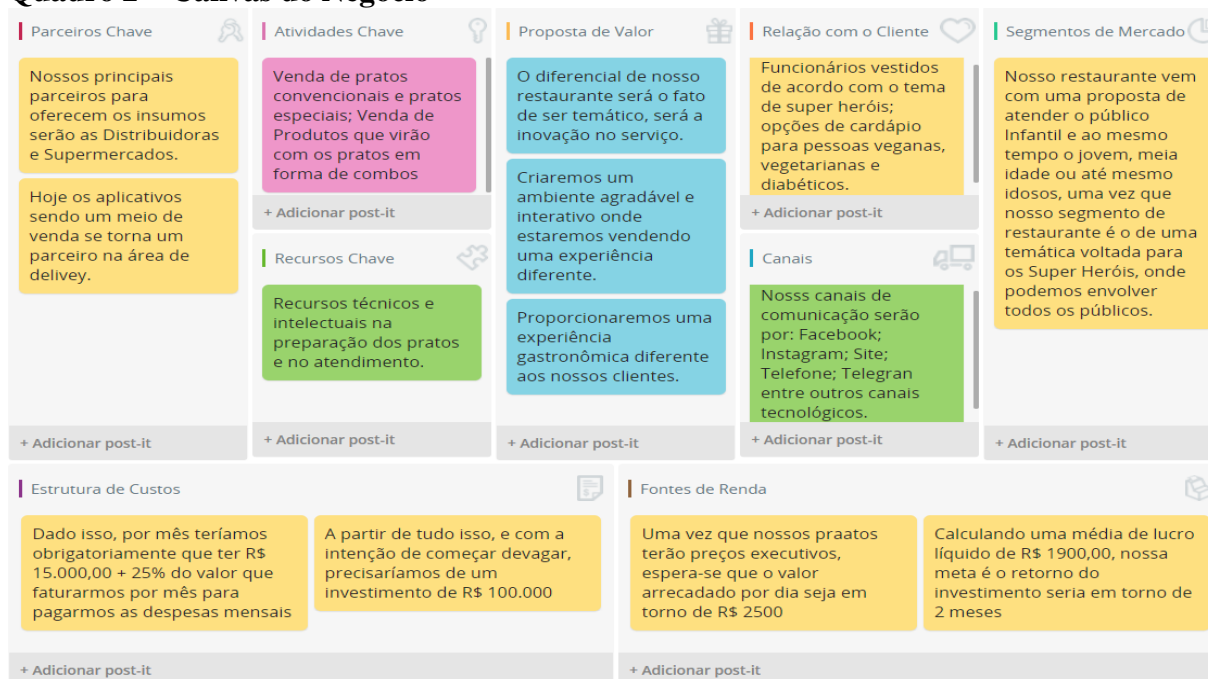 Quadro 2 – Canvas do Negócio
Parceiros Chave
Nossos principais
parceiros para
oferecem os insumos
serão as Distribuidoras
e Supermercados.
Hoje os aplicativos
sendo um meio de
venda se torna um
parceiro na área de
delivey.
+ Adicionar post-it
Atividades Chave
Venda de pratos
convencionais e pratos
especiais; Venda de
Produtos que virão
com os pratos em
forma de combos
+ Adicionar post-it
Recursos Chave
Recursos técnicos e
intelectuais na
preparação dos pratos
e no atendimento.
+ Adicionar post-it
Proposta de Valor
O diferencial de nosso
restaurante será o fato
de ser temático, será a
inovação no serviço.
Criaremos um
ambiente agradável e
interativo onde
estaremos vendendo
uma experiência
diferente.
Proporcionaremos uma
experiência
gastronômica diferente
aos nossos clientes.
+ Adicionar post-it
Relação com o Cliente
Funcionários vestidos
de acordo com o tema
de super heróis;
opções de cardápio
para pessoas veganas,
vegetarianas e
diabéticos.
+ Adicionar post-it
Canais
Nosss canais de
comunicação serão
por: Facebook;
Instagram; Site;
Telefone; Telegran
entre outros canais
tecnológicos.
+ Adicionar post-it
Segmentos de Mercado
Nosso restaurante vem
com uma proposta de
atender o público
Infantil e ao mesmo
tempo o jovem, meia
idade ou até mesmo
idosos, uma vez que
nosso segmento de
restaurante é o de uma
temática voltada para
os Super Heróis, onde
podemos envolver
todos os públicos.
+ Adicionar post-it
Estrutura de Custos
Dado isso, por mês teríamos
obrigatoriamente que ter R$
15.000,00 + 25% do valor que
faturarmos por mês para
pagarmos as despesas mensais
A partir de tudo isso, e com a
intenção de começar devagar,
precisaríamos de um
investimento de R$ 100.000
+ Adicionar post-it
Fontes de Renda
Uma vez que nossos praatos
terão preços executivos,
espera-se que o valor
arrecadado por dia seja em
torno de R$ 2500
Calculando uma média de lucro
líquido de R$ 1900,00, nossa
meta é o retorno do
investimento seria em torno de
2 meses
+ Adicionar post-it